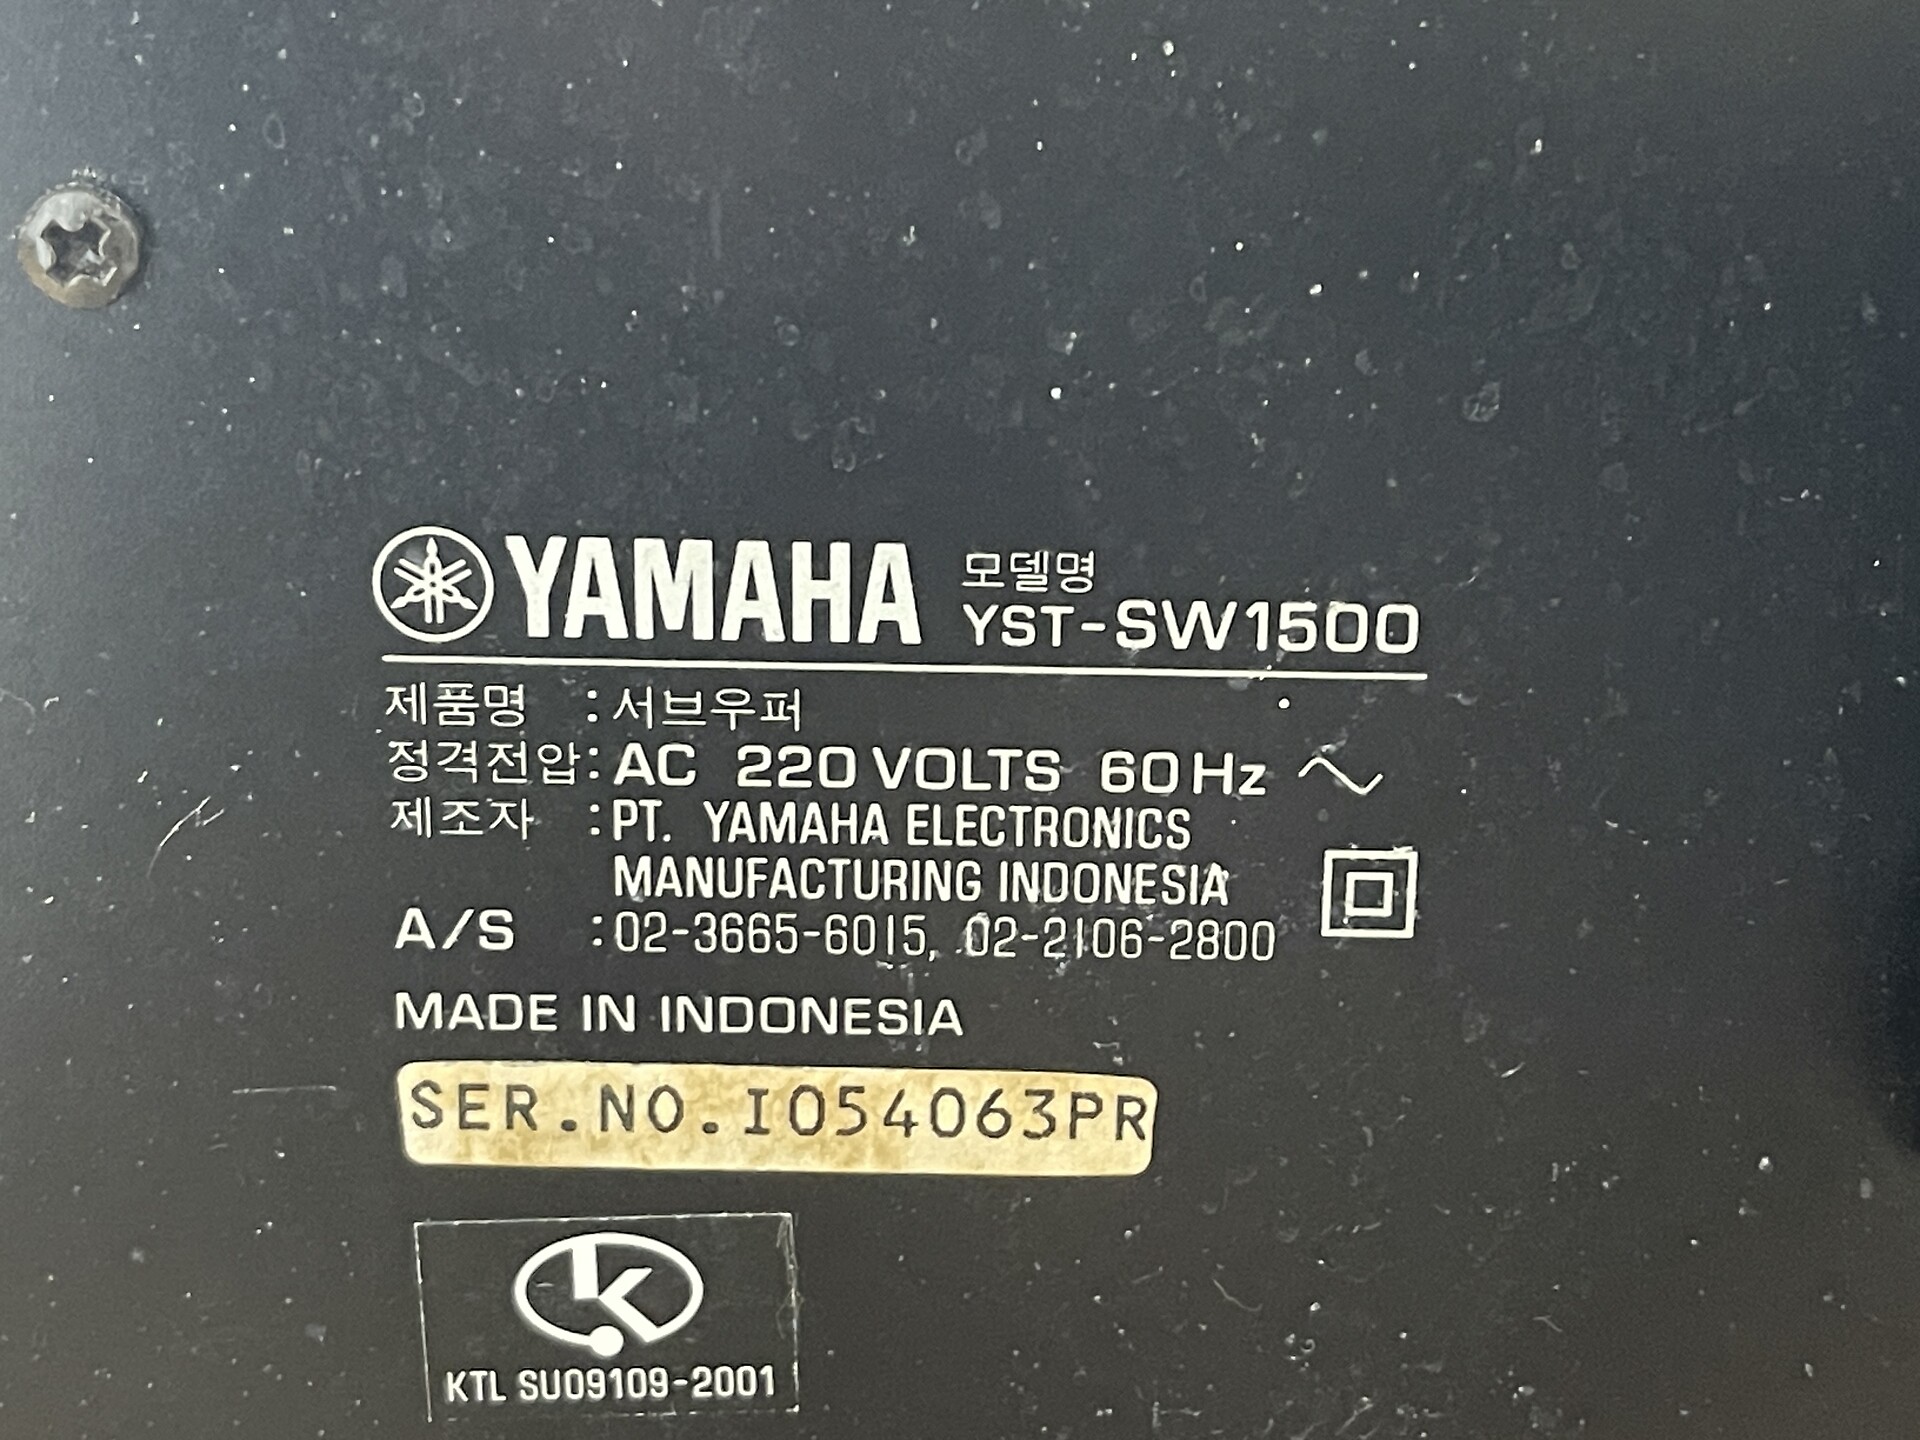 YAMAHA 모델명
YST-SW1500
제품명 : 서브우퍼
정격전압 : AC 220 VOLTS 60 Hz
제조자 : PT. YAMAHA ELECTRONICS
MANUFACTURING INDONESIA
A/S : 02-3665-6015, 02-2106-2800
MADE IN INDONESIA
SER.NO.I054063PR
KTL SU09109-2001